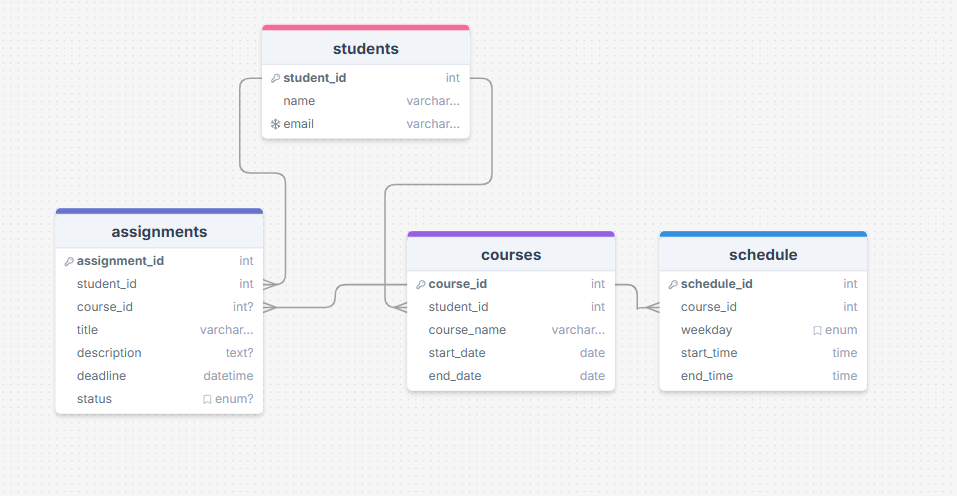 students
student_id int
name varchar...
email varchar...
assignments
assignment_id int
student_id int
course_id int?
title varchar...
description text?
deadline datetime
status enum?
courses
course_id int
student_id int
course_name varchar...
start_date date
end_date date
schedule
schedule_id int
course_id int
weekday enum
start_time time
end_time time